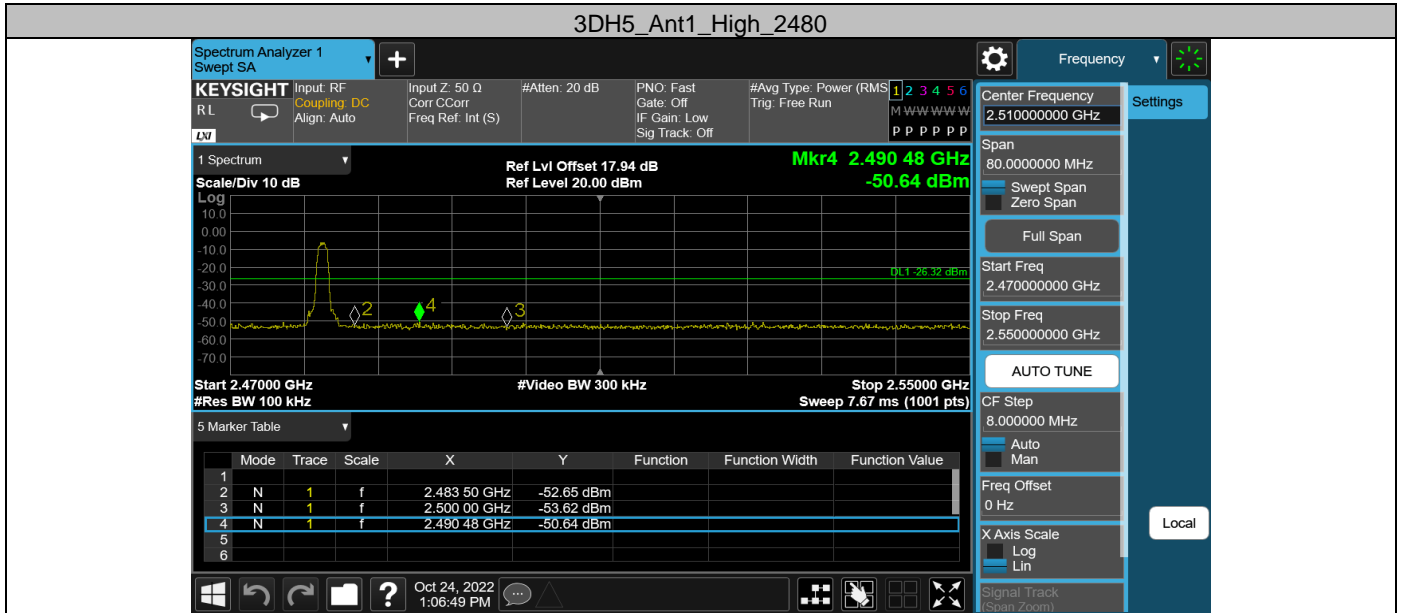 3DH5_Ant1_High_2480
Spectrum Analyzer 1
Swept SA
Frequency
KEYSIGHT
RL
LXI
Input: RF
Coupling: DC
Align: Auto
Input Z: 50 Ω
Corr CCorr
Freq Ref: Int (S)
#Atten: 20 dB
PNO: Fast
Gate: Off
IF Gain: Low
Sig Track: Off
#Avg Type: Power (RMS
Trig: Free Run
1 2 3 4 5 6
M W W W W W
P P P P P P
1 Spectrum
Scale/Div 10 dB
Ref Lvl Offset 17.94 dB
Ref Level 20.00 dBm
Mkr4 2.490 48 GHz
-50.64 dBm
Log
10.0
0.00
-10.0
-20.0
-30.0
-40.0
-50.0
-60.0
-70.0
DL1 -26.32 dBm
2
4
3
Start 2.47000 GHz
#Video BW 300 kHz
Stop 2.55000 GHz
#Res BW 100 kHz
Sweep 7.67 ms (1001 pts)
5 Marker Table
Mode Trace Scale X Y Function Function Width Function Value
1
2 N 1 f 2.483 50 GHz -52.65 dBm
3 N 1 f 2.500 00 GHz -53.62 dBm
4 N 1 f 2.490 48 GHz -50.64 dBm
5
6
Oct 24, 2022
1:06:49 PM
Center Frequency
2.510000000 GHz
Span
80.0000000 MHz
Swept Span
Zero Span
Full Span
Start Freq
2.470000000 GHz
Stop Freq
2.550000000 GHz
AUTO TUNE
CF Step
8.000000 MHz
Auto
Man
Freq Offset
0 Hz
X Axis Scale
Log
Lin
Signal Track
(Span Zoom)
Settings
Local